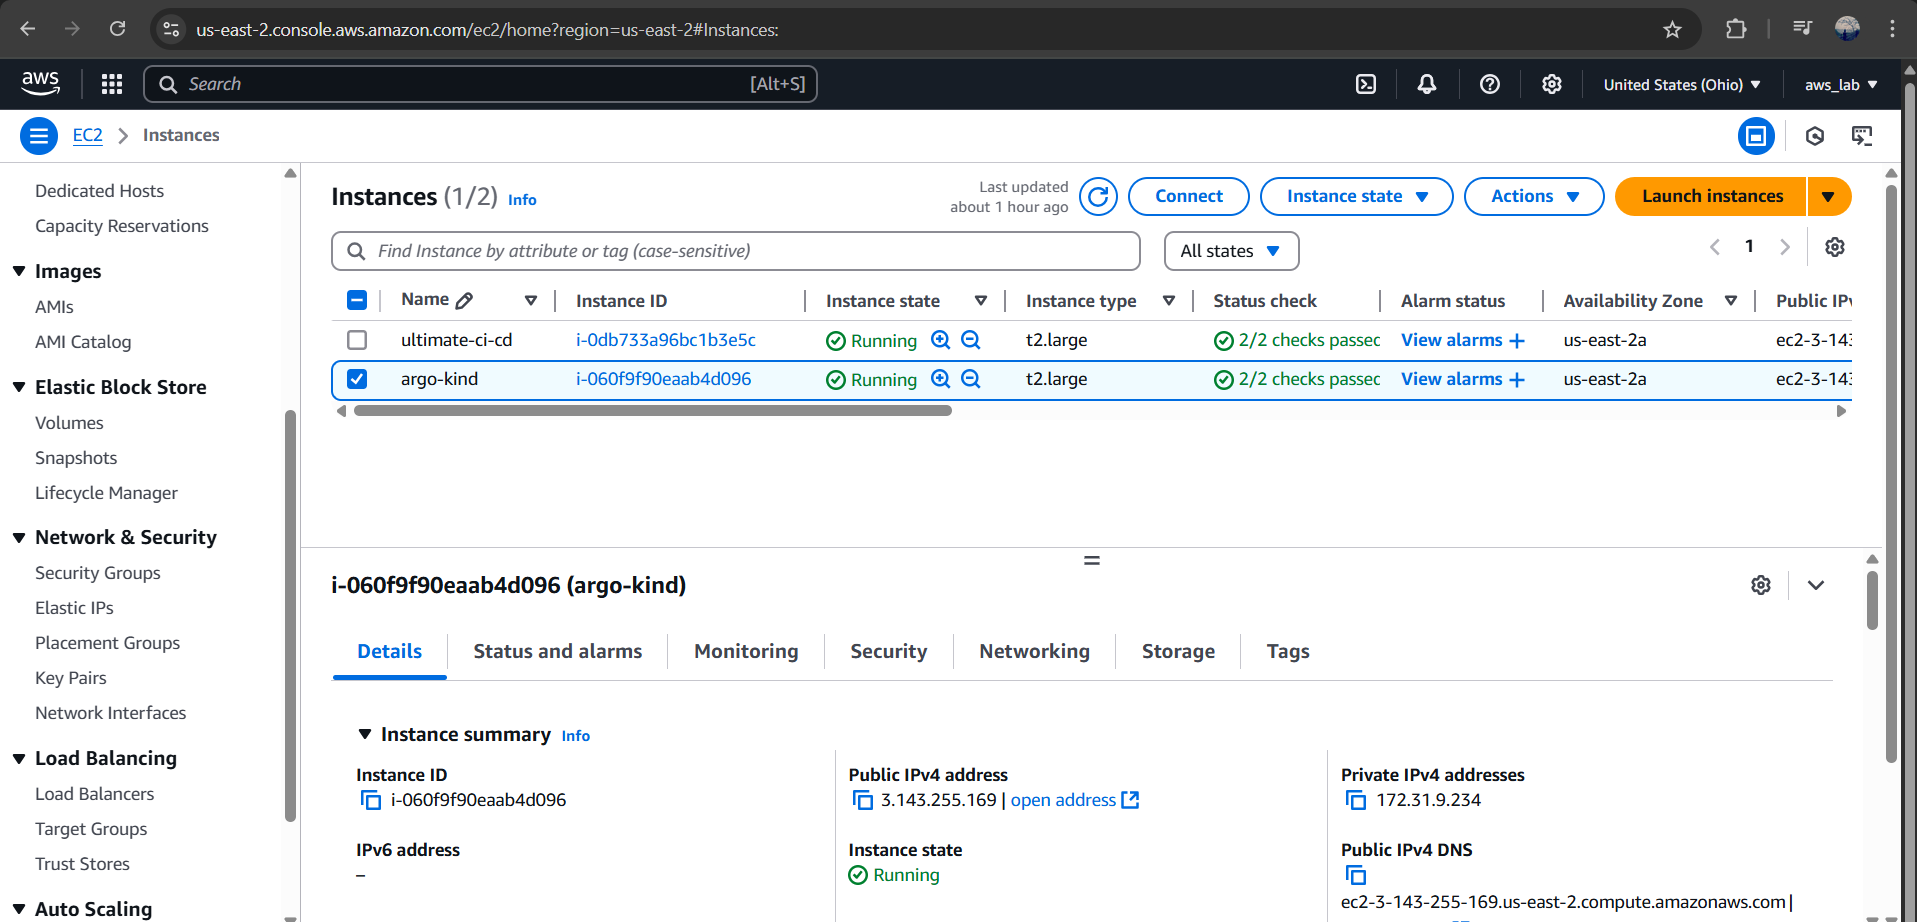 us-east-2.console.aws.amazon.com/ec2/home?region=us-east-2#Instances:
aws
Search
[Alt+S]
United States (Ohio)
aws_lab
EC2
Instances
Dedicated Hosts
Capacity Reservations
Images
AMIs
AMI Catalog
Elastic Block Store
Volumes
Snapshots
Lifecycle Manager
Network & Security
Security Groups
Elastic IPs
Placement Groups
Key Pairs
Network Interfaces
Load Balancing
Load Balancers
Target Groups
Trust Stores
Auto Scaling
Instances (1/2) Info
Last updated
about 1 hour ago
Connect
Instance state
Actions
Launch instances
Find Instance by attribute or tag (case-sensitive)
All states
1
Name Instance ID Instance state Instance type Status check Alarm status Availability Zone Public
ultimate-ci-cd i-0db733a96bc1b3e5c Running t2.large 2/2 checks View alarms + us-east-2a ec2-3-143
argo-kind i-060f9f90eaab4d096 Running t2.large 2/2 checks View alarms + us-east-2a ec2-3-143
i-060f9f90eaab4d096 (argo-kind)
Details Status and alarms Monitoring Security Networking Storage Tags
Instance summary Info
Instance ID
i-060f9f90eaab4d096
Public IPv4 address
3.143.255.169 | open address
Private IPv4 addresses
172.31.9.234
IPv6 address
–
Instance state
Running
Public IPv4 DNS
ec2-3-143-255-169.us-east-2.compute.amazonaws.com |